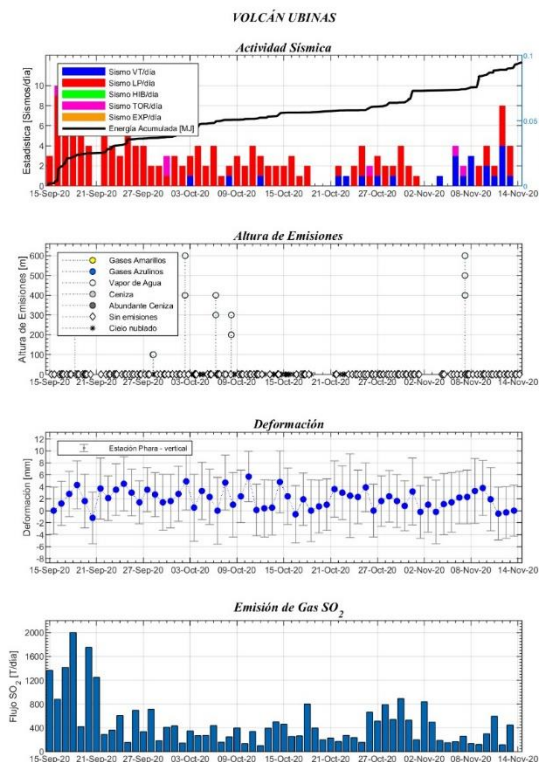 VOLCÁN UBINAS
Actividad Sísmica
Estadística [Sismos/día]
10
8
6
4
2
0
Sismo VT/día
Sismo LP/día
Sismo HIB/día
Sismo TOR/día
Sismo EXP/día
Energía Acumulada [MJ]
0.1
0.05
0
15-Sep-20 21-Sep-20 27-Sep-20 03-Oct-20 09-Oct-20 15-Oct-20 21-Oct-20 27-Oct-20 02-Nov-20 08-Nov-20 14-Nov-20
Altura de Emisiones
Altura de Emisiones [m]
600
500
400
300
200
100
0
Gases Amarillos
Gases Azulinos
Vapor de Agua
Ceniza
Abundante Ceniza
Sin emisiones
Cielo nublado
15-Sep-20 21-Sep-20 27-Sep-20 03-Oct-20 09-Oct-20 15-Oct-20 21-Oct-20 27-Oct-20 02-Nov-20 08-Nov-20 14-Nov-20
Deformación
Deformación [mm]
12
10
8
6
4
2
0
-2
-4
-6
-8
Estación Phara - vertical
15-Sep-20 21-Sep-20 27-Sep-20 03-Oct-20 09-Oct-20 15-Oct-20 21-Oct-20 27-Oct-20 02-Nov-20 08-Nov-20 14-Nov-20
Emisión de Gas SO2
Flujo SO2 [T/día]
2000
1600
1200
800
400
0
15-Sep-20 21-Sep-20 27-Sep-20 03-Oct-20 09-Oct-20 15-Oct-20 21-Oct-20 27-Oct-20 02-Nov-20 08-Nov-20 14-Nov-20